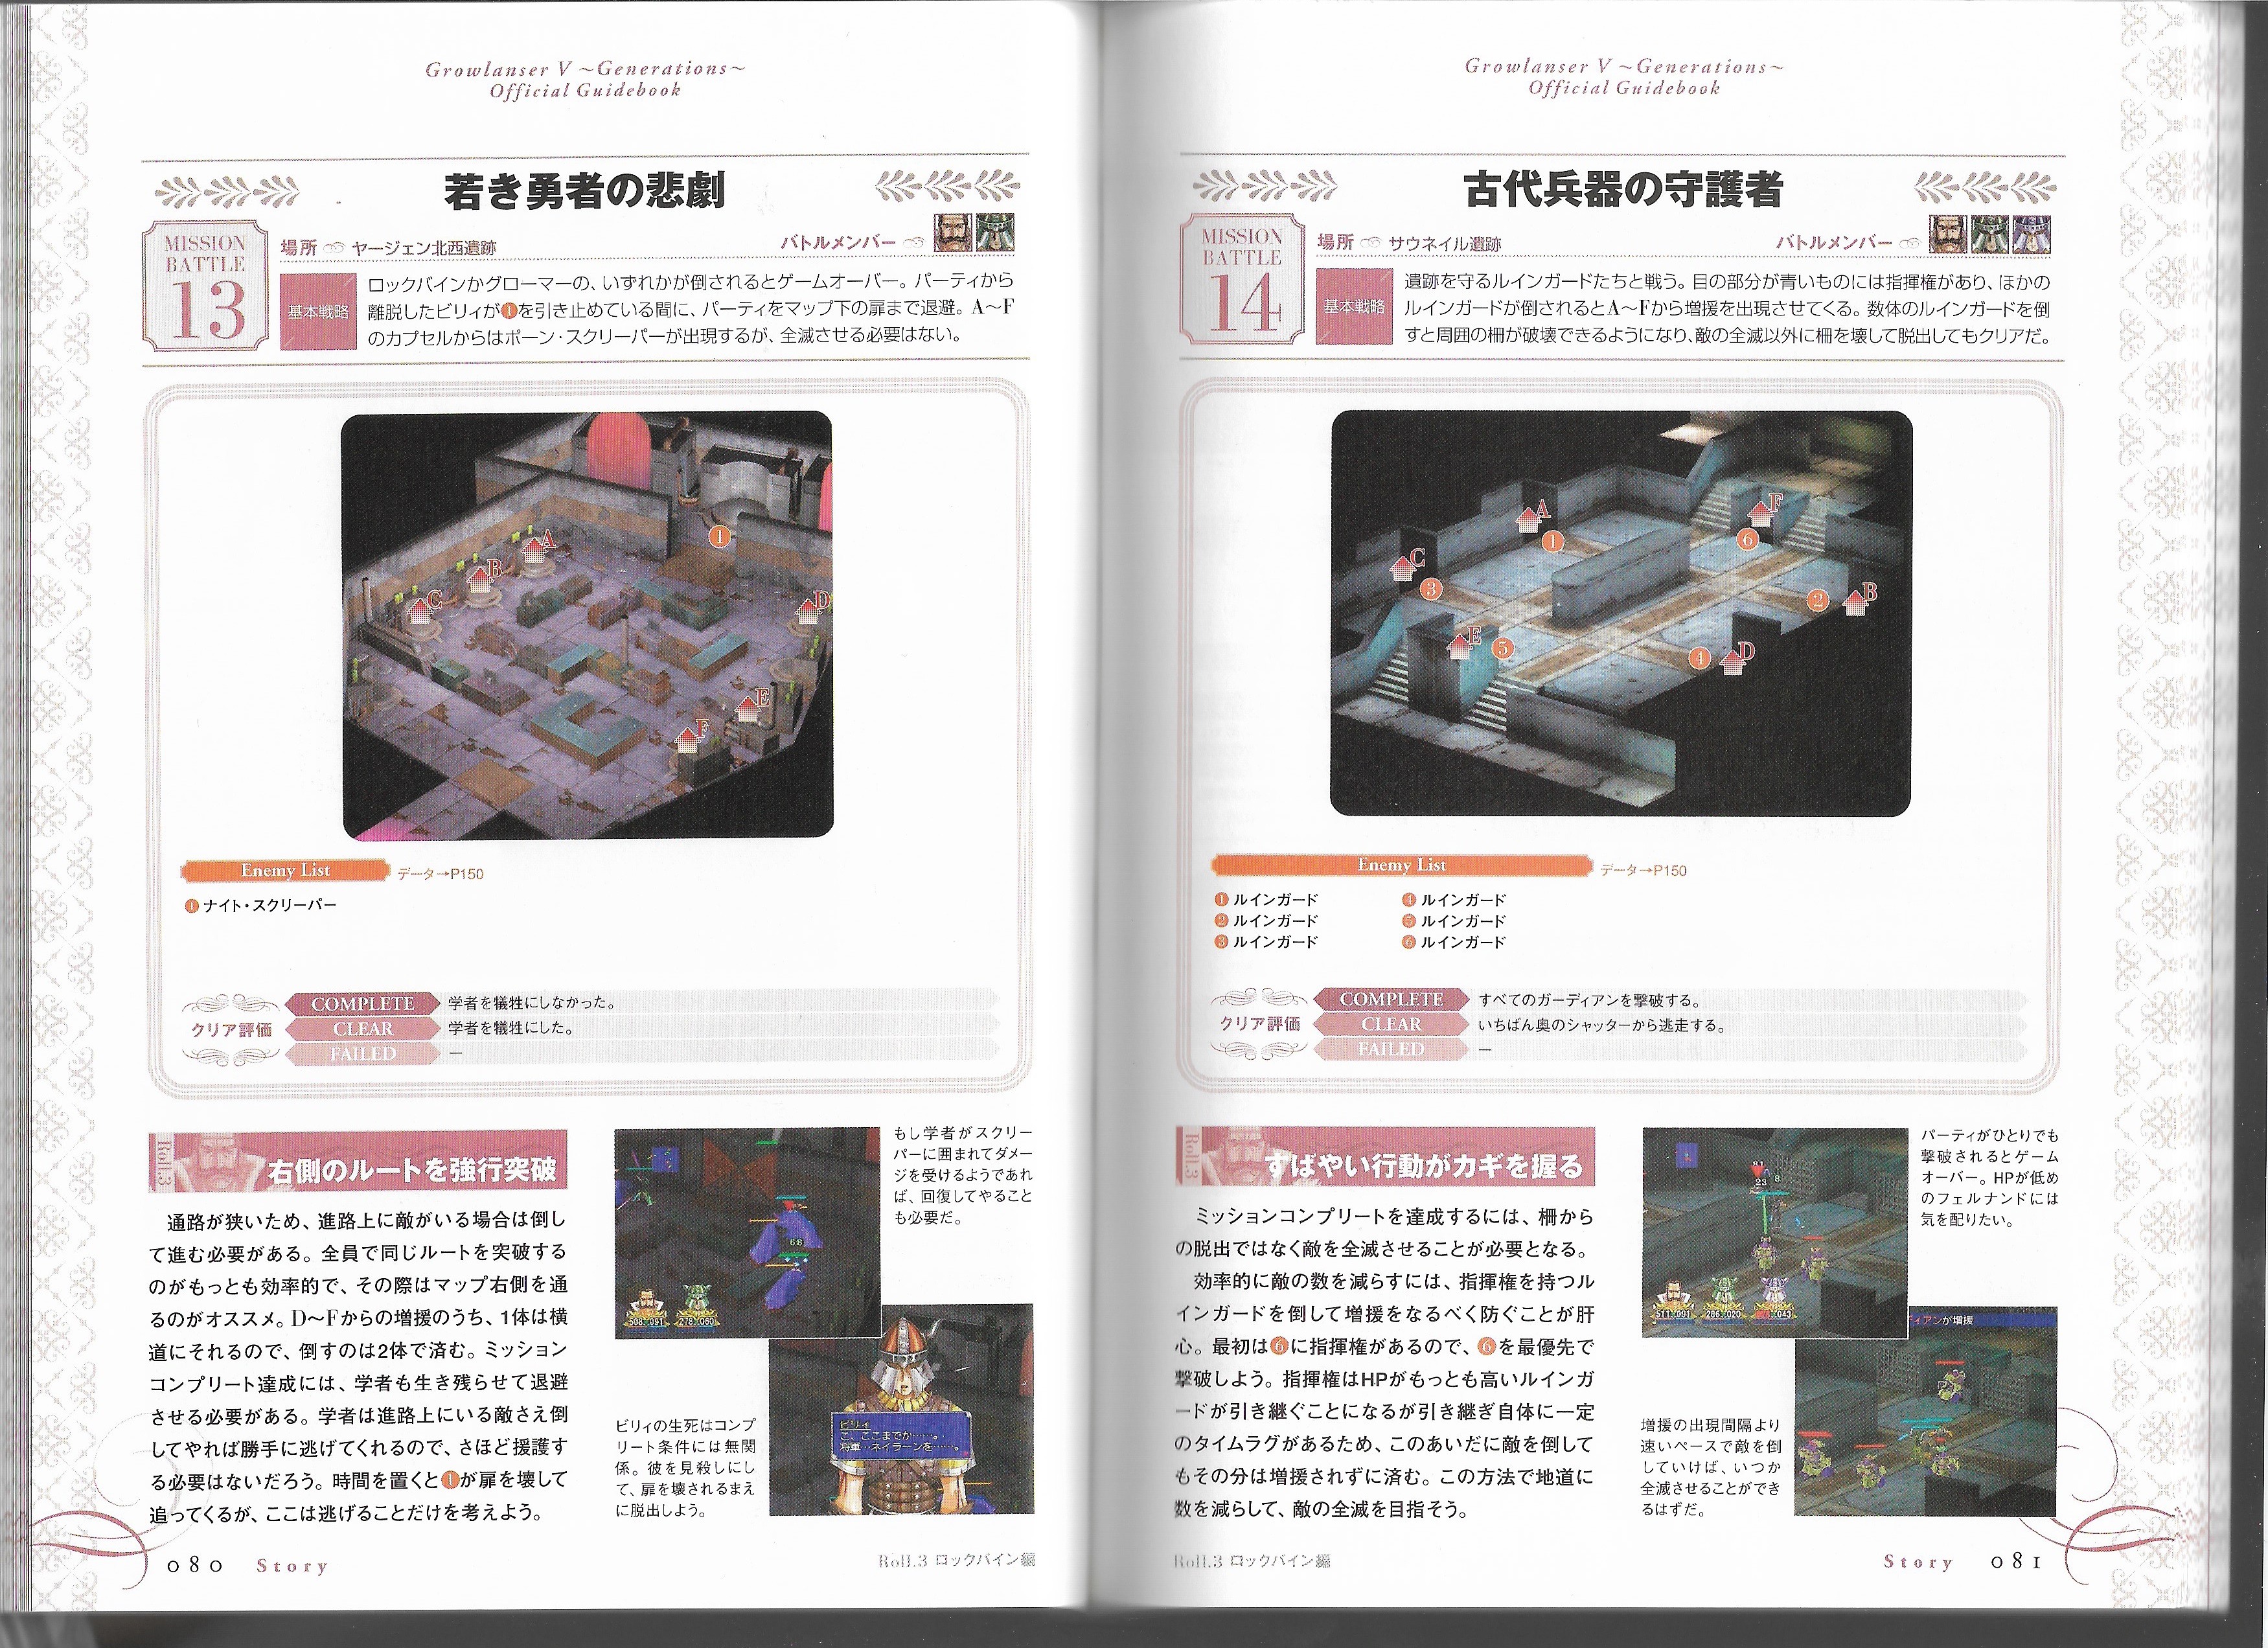 Growlanser V ～Generations～
Official Guidebook
若き勇者の悲劇
MISSION
BATTLE
13
場所 ヤージェン北西遺跡
バトルメンバー
基本戦略
ロックバインかグローマーの、いずれかが倒されるとゲームオーバー。パーティから
離脱したビリィが❶を引き止めている間に、パーティをマップ下の扉まで退避。A～F
のカプセルからはポーン・スクリーパーが出現するが、全滅させる必要はない。
A
B
C
D
E
F
1
Enemy List データ→P150
❶ ナイト・スクリーパー
クリア評価
COMPLETE 学者を犠牲にしなかった。
CLEAR 学者を犠牲にした。
FAILED ―
Roll.3
右側のルートを強行突破
通路が狭いため、進路上に敵がいる場合は倒し
て進む必要がある。全員で同じルートを突破する
のがもっとも効率的で、その際はマップ右側を通
るのがオススメ。D～Fからの増援のうち、1体は横
道にそれるので、倒すのは2体で済む。ミッション
コンプリート達成には、学者も生き残らせて退避
させる必要がある。学者は進路上にいる敵さえ倒
してやれば勝手に逃げてくれるので、さほど援護す
る必要はないだろう。時間を置くと❶が扉を壊して
追ってくるが、ここは逃げることだけを考えよう。
68
もし学者がスクリー
パーに囲まれてダメー
ジを受けるようであれ
ば、回復してやること
も必要だ。
ビリィ
こ、ここまでか……。
将軍…ネイラーンを……。
ビリィの生死はコンプ
リート条件には無関
係。彼を見殺しにし
て、扉を壊されるまえ
に脱出しよう。
080 Story
Roll.3 ロックバイン編
Growlanser V ～Generations～
Official Guidebook
古代兵器の守護者
MISSION
BATTLE
14
場所 サウネイル遺跡
バトルメンバー
基本戦略
遺跡を守るルインガードたちと戦う。目の部分が青いものには指揮権があり、ほかの
ルインガードが倒されるとA～Fから増援を出現させてくる。数体のルインガードを倒
すと周囲の柵が破壊できるようになり、敵の全滅以外に柵を壊して脱出してもクリアだ。
A
1
F
6
C
3
2
B
E
5
4
D
Enemy List データ→P150
❶ ルインガード
❷ ルインガード
❸ ルインガード
❹ ルインガード
❺ ルインガード
❻ ルインガード
クリア評価
COMPLETE すべてのガーディアンを撃破する。
CLEAR いちばん奥のシャッターから逃走する。
FAILED ―
Roll.3
すばやい行動がカギを握る
ミッションコンプリートを達成するには、柵から
の脱出ではなく敵を全滅させることが必要となる。
効率的に敵の数を減らすには、指揮権を持つル
インガードを倒して増援をなるべく防ぐことが肝
心。最初は❻に指揮権があるので、❻を最優先で
撃破しよう。指揮権はHPがもっとも高いルインガ
ードが引き継ぐことになるが引き継ぎ自体に一定
のタイムラグがあるため、このあいだに敵を倒して
もその分は増援されずに済む。この方法で地道に
数を減らして、敵の全滅を目指そう。
パーティがひとりでも
撃破されるとゲーム
オーバー。HPが低め
のフェルナンドには
気を配りたい。
ディアンが増援
増援の出現間隔より
速いペースで敵を倒
していけば、いつか
全滅させることができ
るはずだ。
Roll.3 ロックバイン編
Story 081